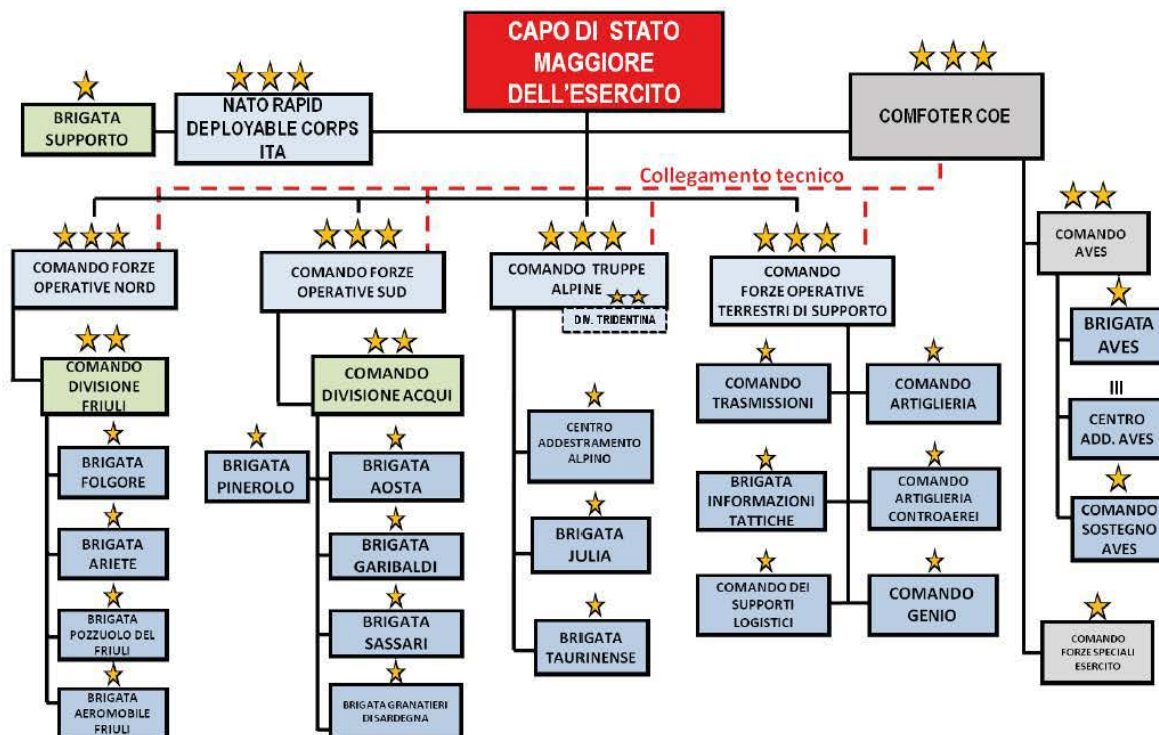 CAPO DI STATO
MAGGIORE
DELL'ESERCITO
BRIGATA
SUPPORTO
NATO RAPID
DEPLOYABLE CORPS
ITA
COMFOTER COE
Collegamento tecnico
COMANDO FORZE
OPERATIVE NORD
COMANDO
DIVISIONE
FRIULI
BRIGATA
FOLGORE
BRIGATA
ARIETE
BRIGATA
POZZUOLO DEL
FRIULI
BRIGATA
AEROMOBILE
FRIULI
COMANDO FORZE
OPERATIVE SUD
COMANDO
DIVISIONE ACQUI
BRIGATA
PINEROLO
BRIGATA
AOSTA
BRIGATA
GARIBALDI
BRIGATA
SASSARI
BRIGATA GRANATIERI
DI SARDEGNA
COMANDO TRUPPE
ALPINE
DIV. TRIDENTINA
CENTRO
ADDESTRAMENTO
ALPINO
BRIGATA
JULIA
BRIGATA
TAURINENSE
COMANDO
FORZE OPERATIVE
TERRESTRI DI SUPPORTO
COMANDO
TRASMISSIONI
COMANDO
ARTIGLIERIA
BRIGATA
INFORMAZIONI
TATTICHE
COMANDO
ARTIGLIERIA
CONTROAEREI
COMANDO DEI
SUPPORTI
LOGISTICI
COMANDO
GENIO
COMANDO
AVES
BRIGATA
AVES
III
CENTRO
ADD. AVES
COMANDO
SOSTEGNO
AVES
COMANDO
FORZE SPECIALI
ESERCITO